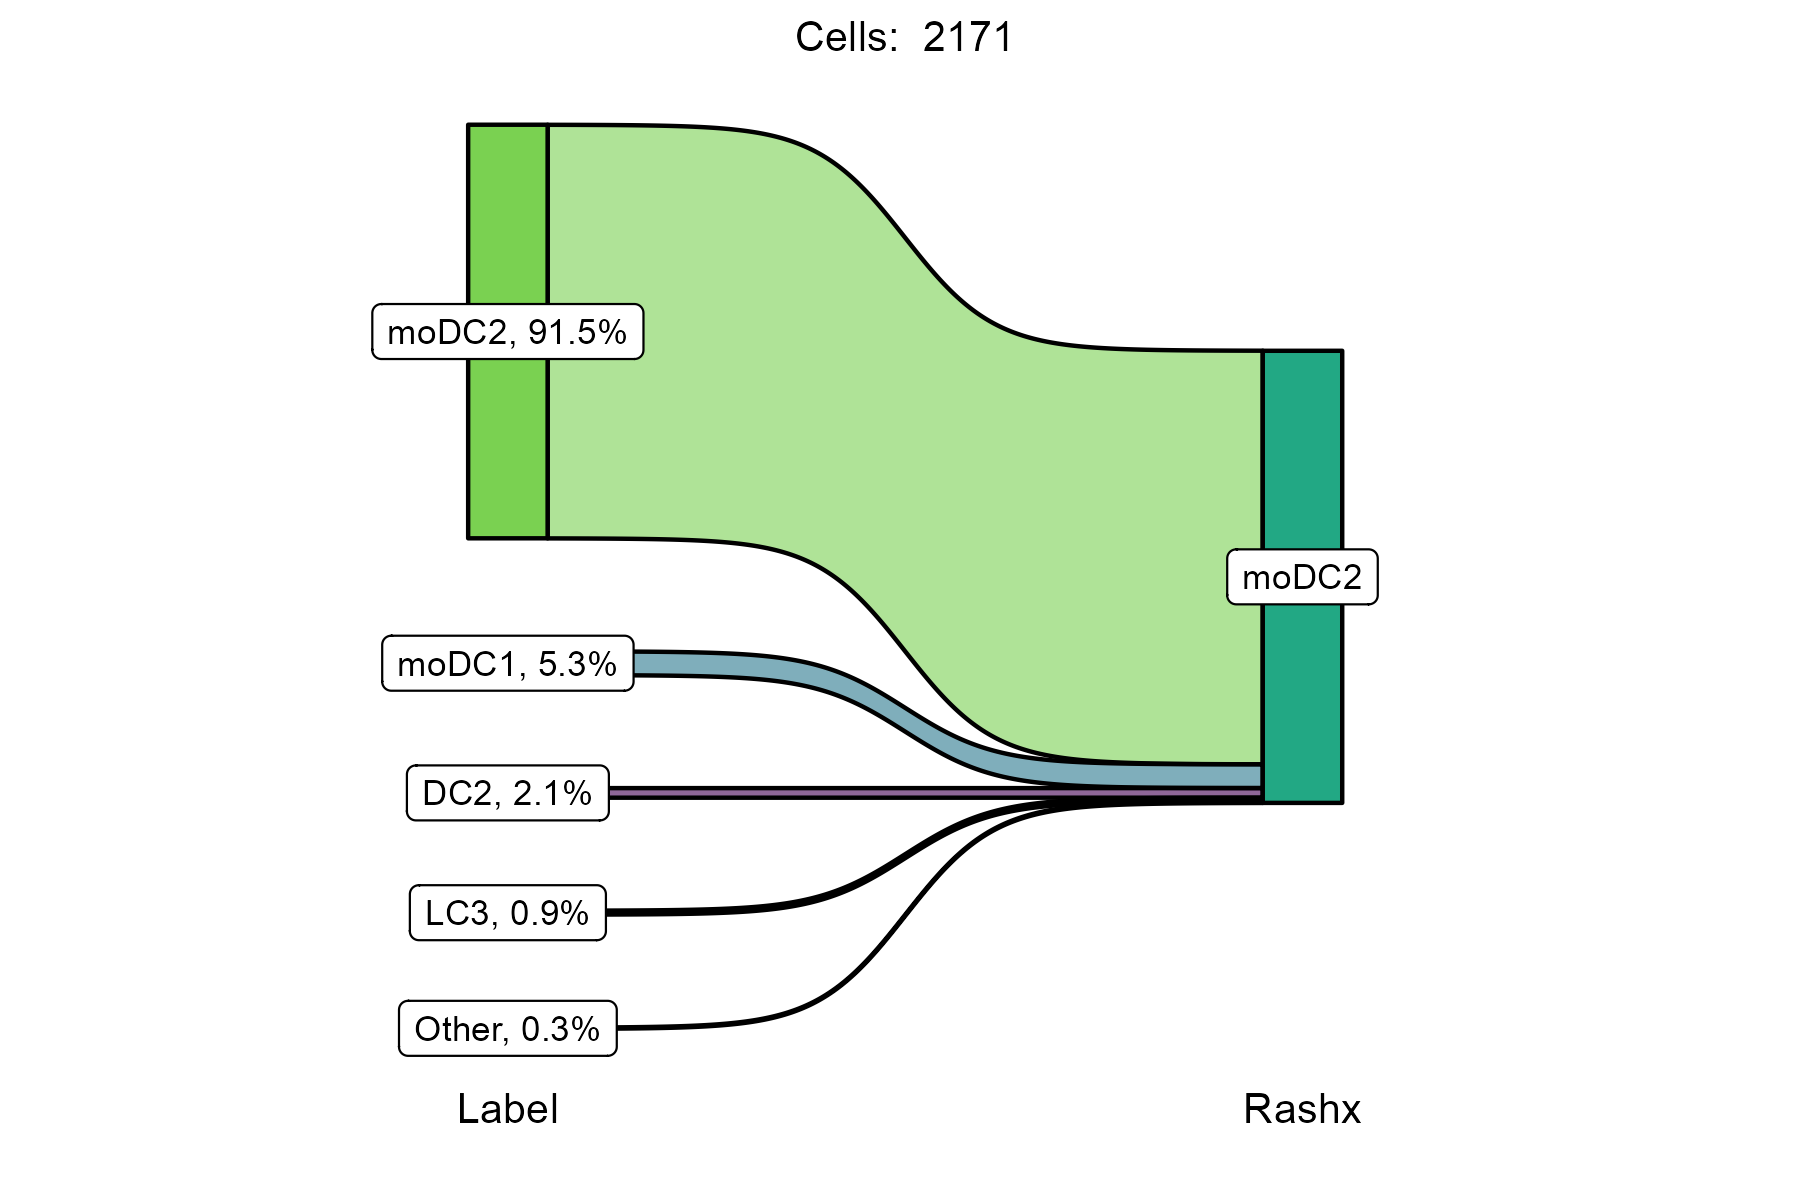 Cells:  2171
moDC2, 91.5%
moDC2
moDC1, 5.3%
DC2, 2.1%
LC3, 0.9%
Other, 0.3%
Label
Rashx